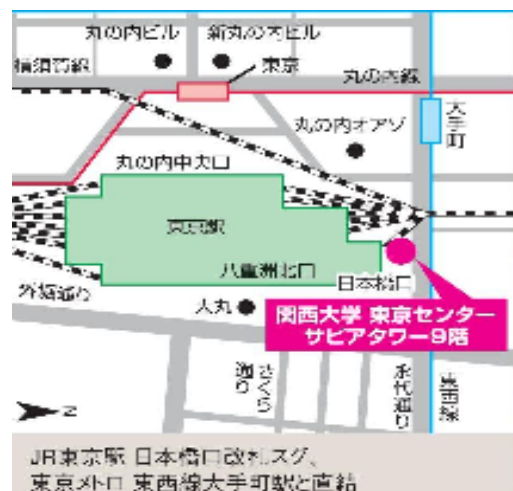 丸の内ビル
新丸の内ビル
横須賀線
東京
丸の内線
大手町
丸の内オアゾ
丸の内中央口
東京駅
八重洲北口
日本橋口
外堀通り
大丸
関西大学 東京センター
サピアタワー9階
さくら通り
永代通り
東西線
N
JR東京駅 日本橋口改札スグ、
東京メトロ 東西線大手町駅と直結